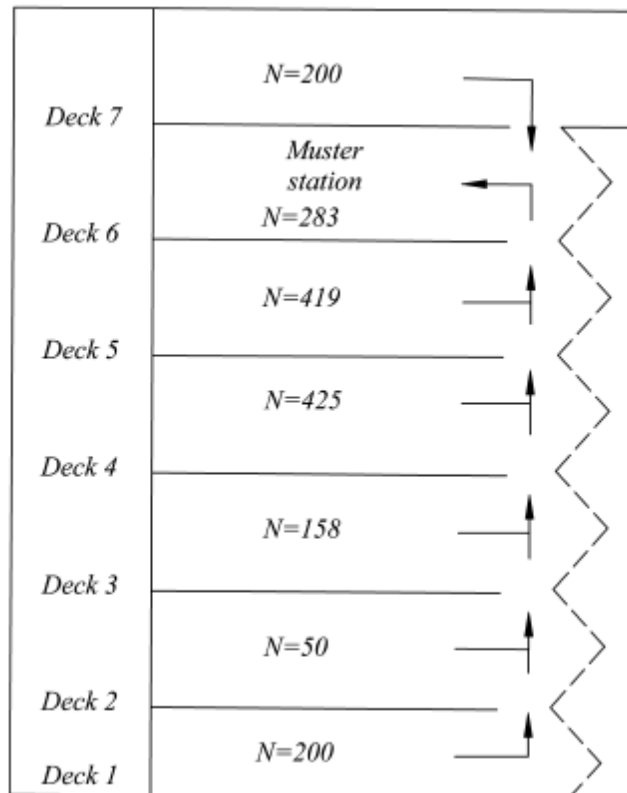 N=200
Deck 7
Muster
station
N=283
Deck 6
N=419
Deck 5
N=425
Deck 4
N=158
Deck 3
N=50
Deck 2
N=200
Deck 1